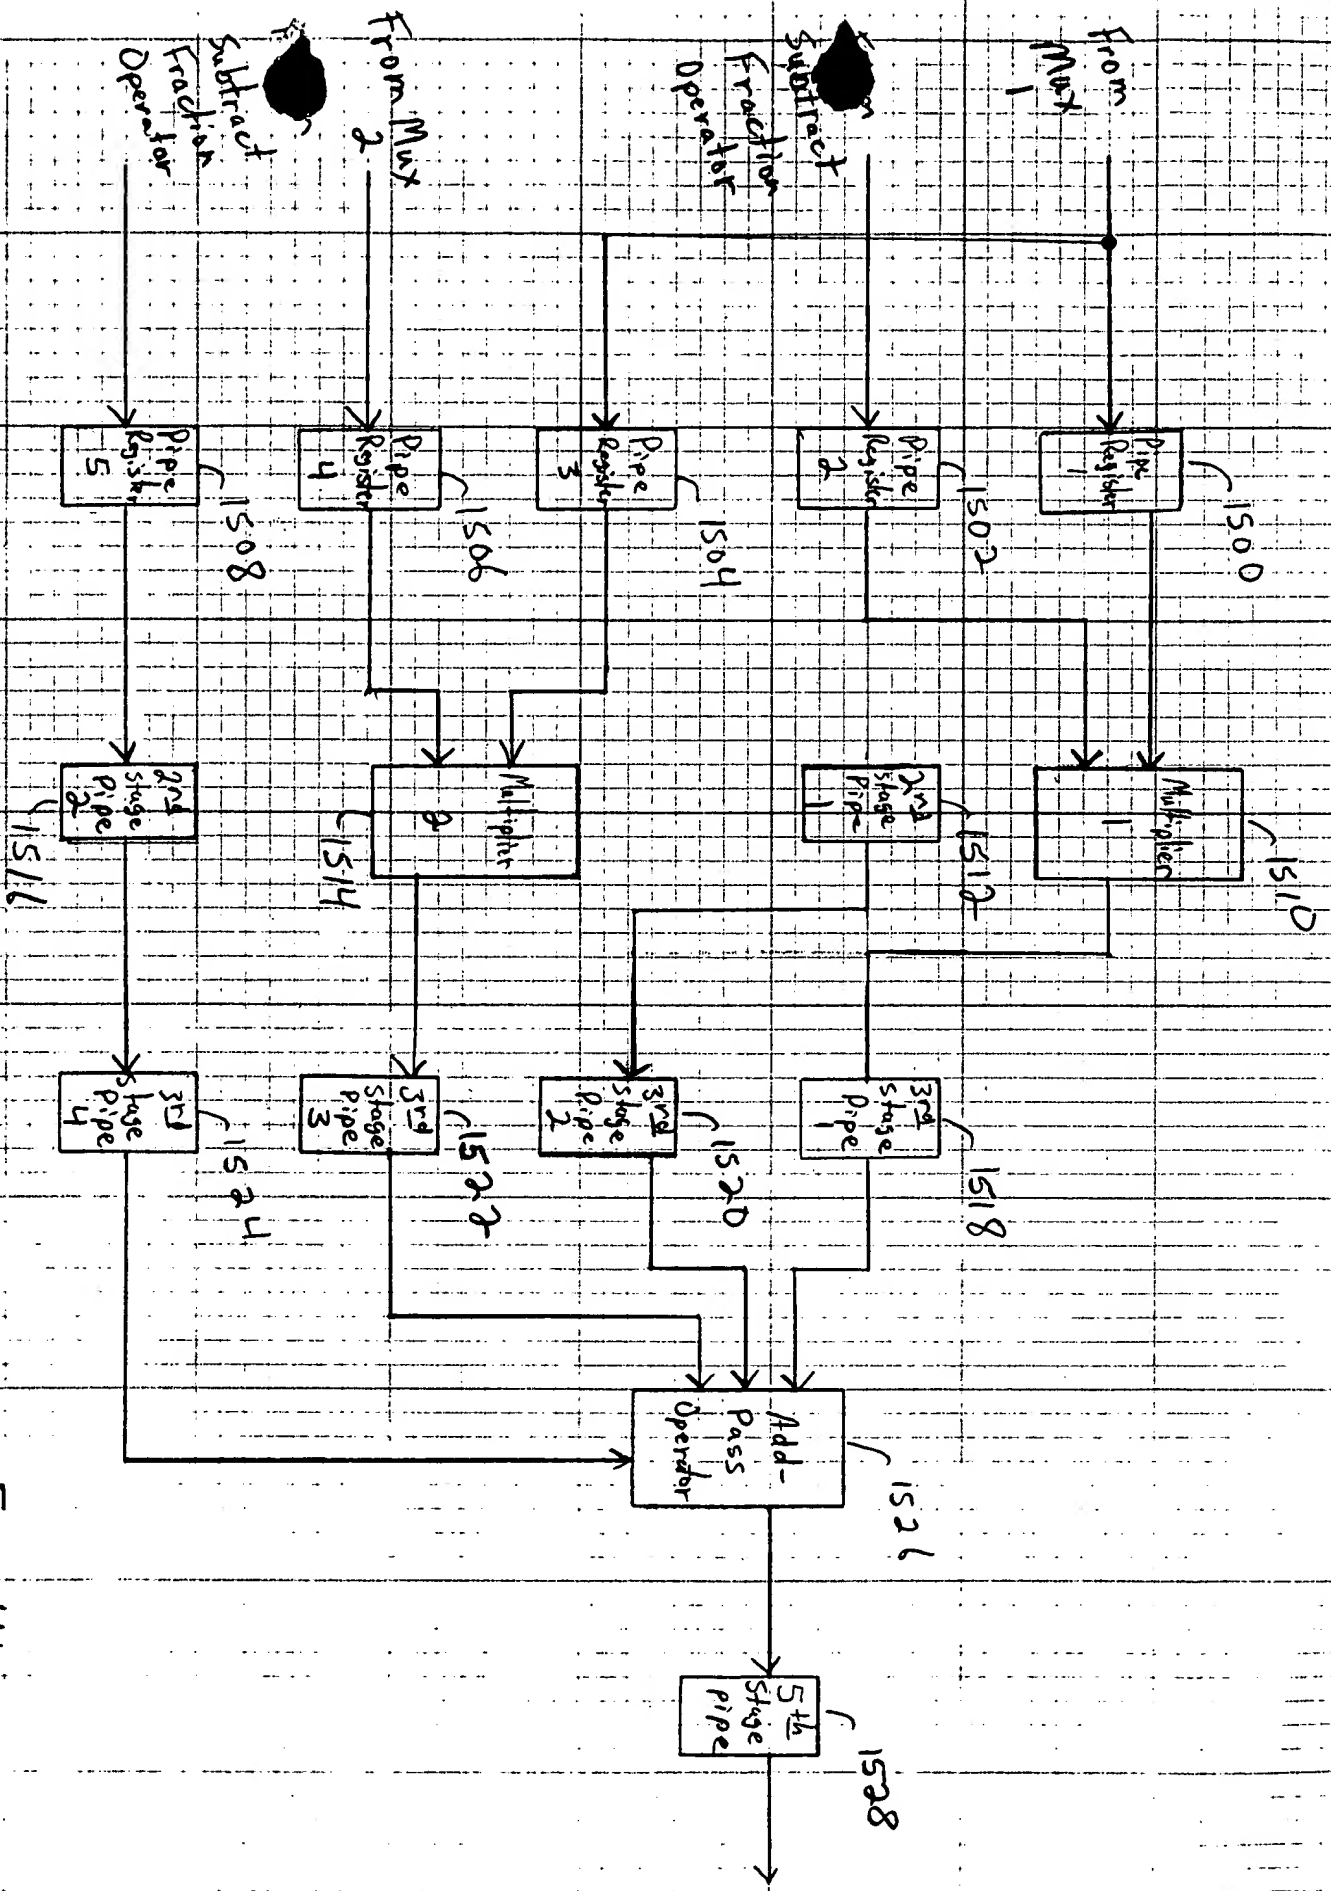 From
Mux
1
Subtract
Fraction
Operator
From Mux
2
Subtract
Fraction
Operator
Pipe
Register
1
1500
Pipe
Register
2
1502
Pipe
Register
3
1504
Pipe
Register
4
1506
Pipe
Register
5
1508
Multiplier
1
1510
2nd
stage
Pipe
1
1512
Multiplier
2
1514
2nd
stage
Pipe
2
1516
3rd
stage
Pipe
1
1518
3rd
Stage
Pipe
2
1520
3rd
Stage
Pipe
3
1522
3rd
Stage
Pipe
4
1524
Add-
Pass
Operator
1526
5th
Stage
Pipe
1528